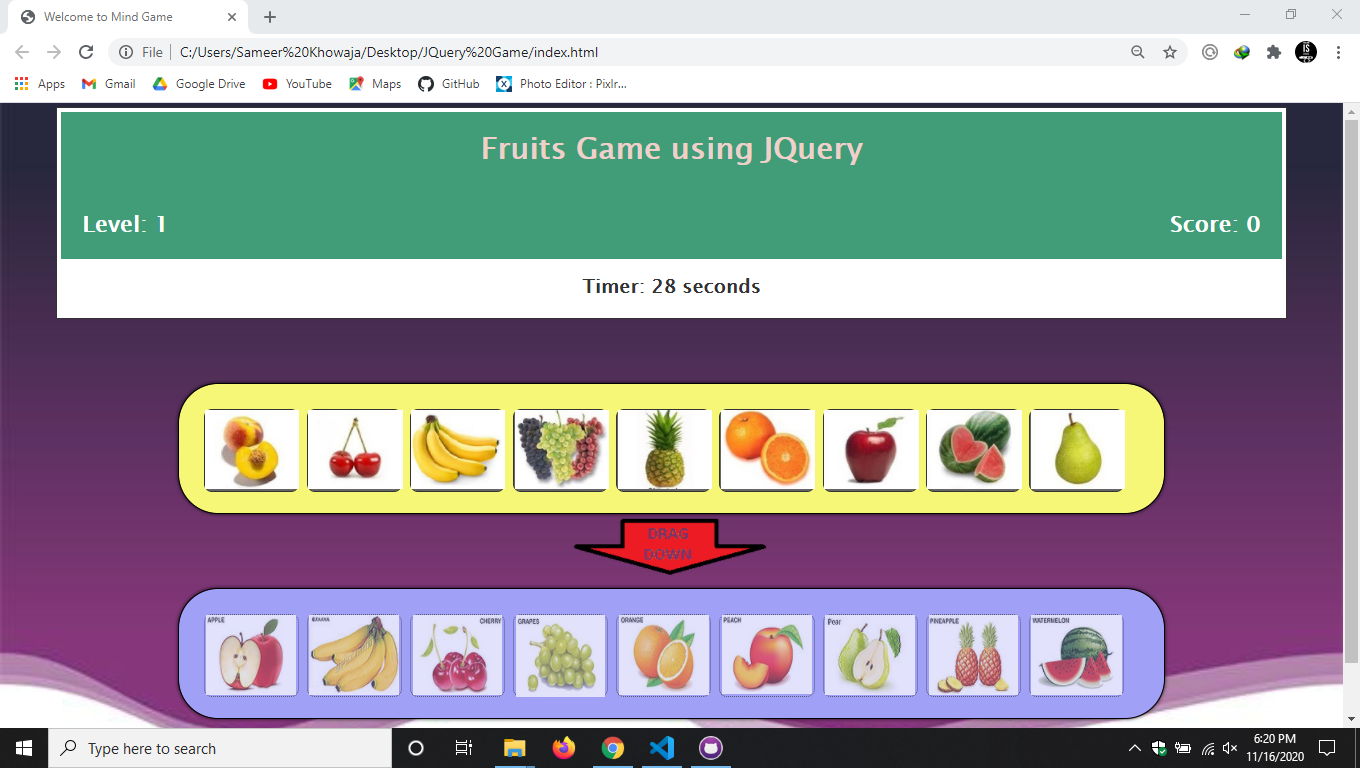 Welcome to Mind Game
File
C:/Users/Sameer%20Khowaja/Desktop/JQuery%20Game/index.html
Apps
Gmail
Google Drive
YouTube
Maps
GitHub
Photo Editor : Pixlr...
Fruits Game using JQuery
Level: 1
Score: 0
Timer: 28 seconds
DRAG
DOWN
APPLE
BANANA
CHERRY
GRAPES
ORANGE
PEACH
Pear
PINEAPPLE
WATERMELON
Type here to search
6:20 PM
11/16/2020